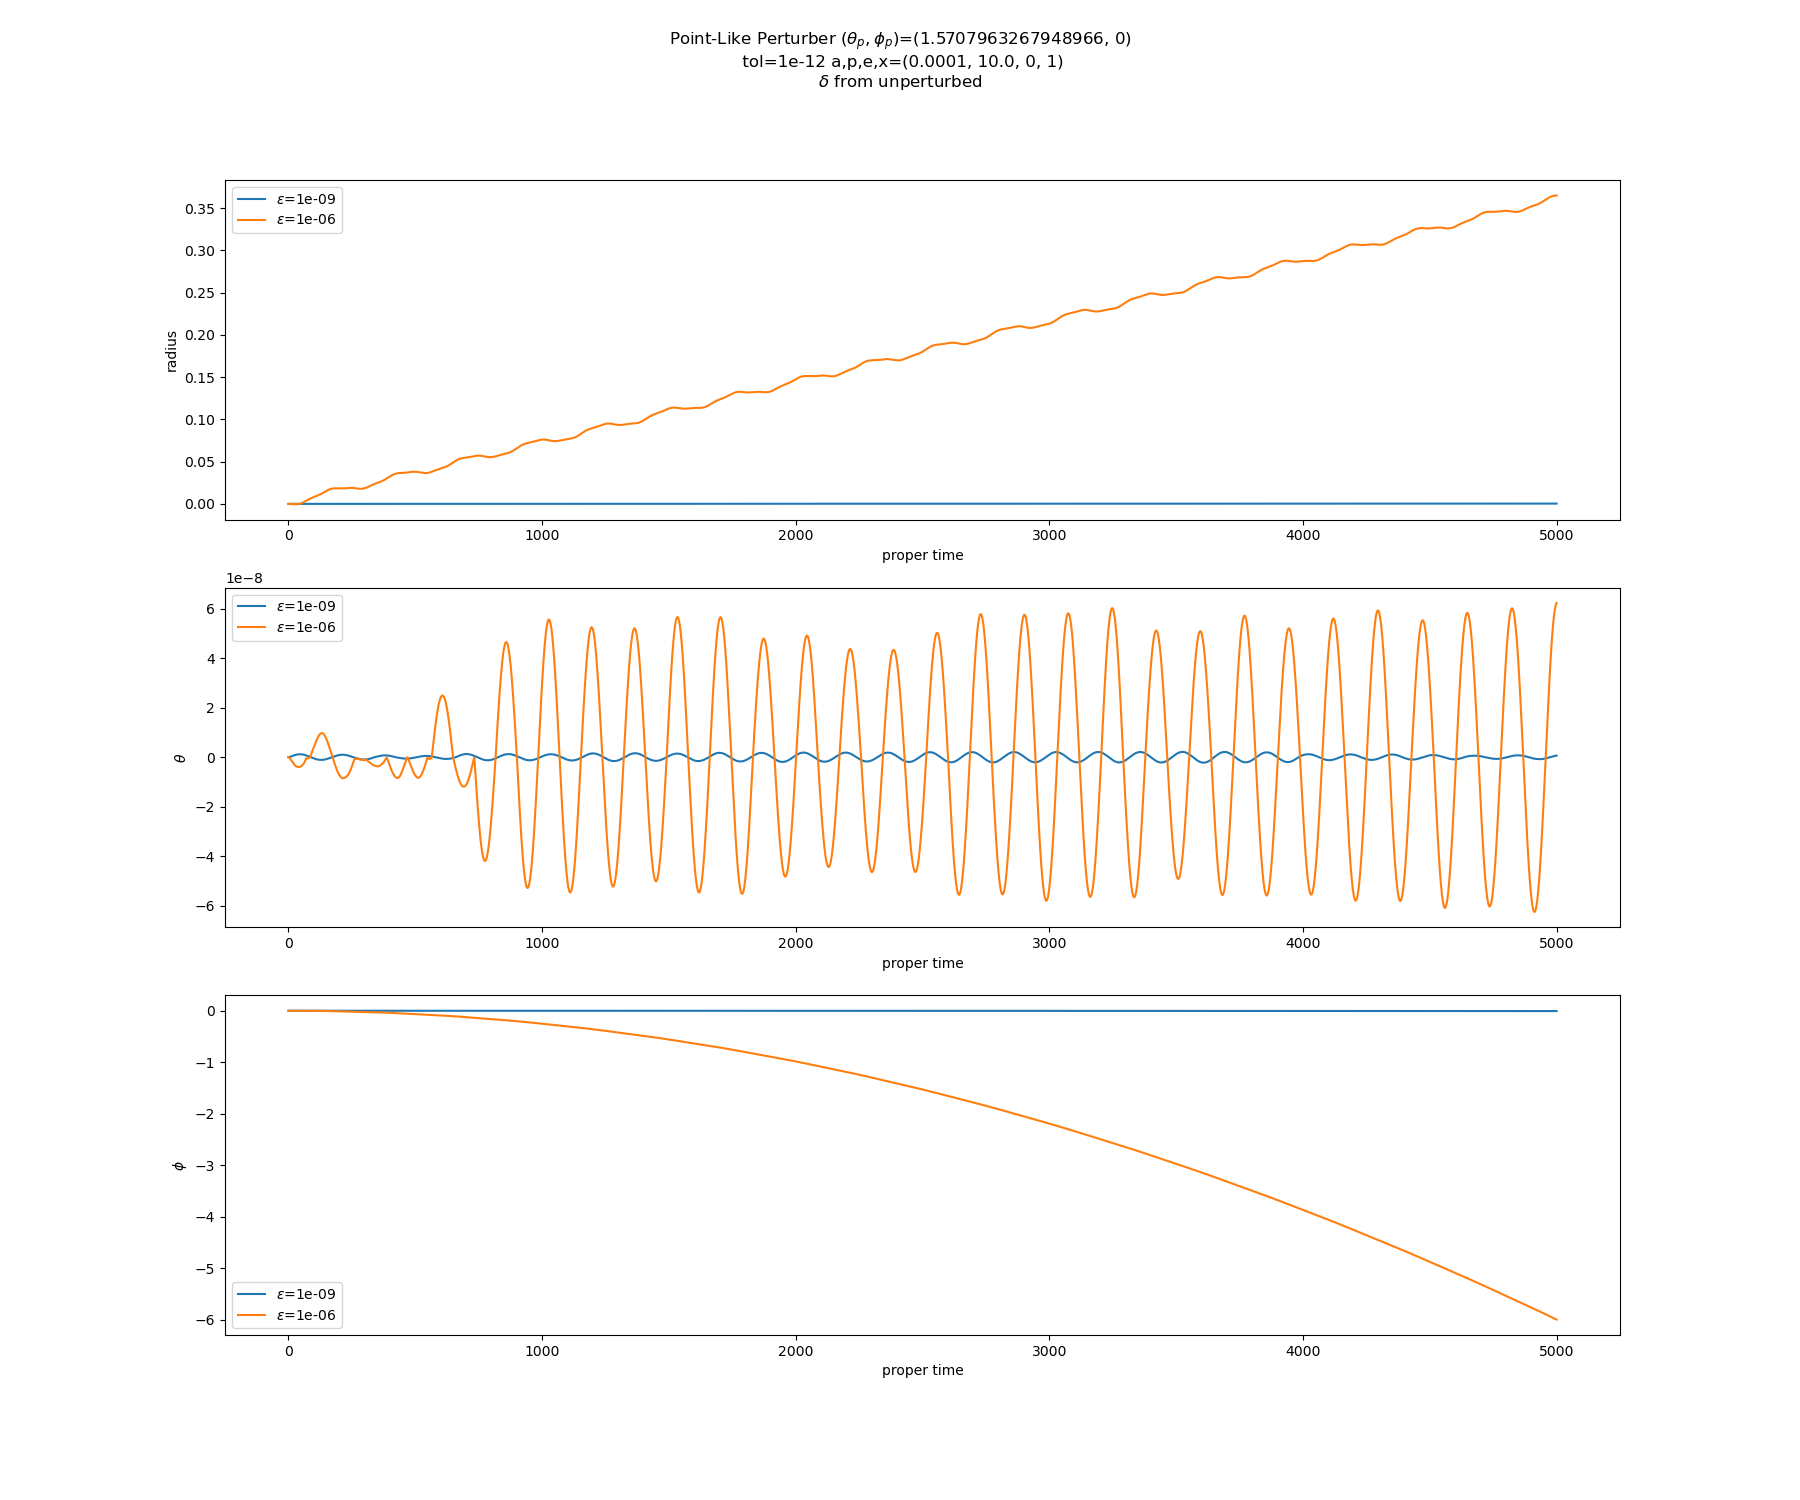 Point-Like Perturber (θₚ, ϕₚ)=(1.5707963267948966, 0)
tol=1e-12 a,p,e,x=(0.0001, 10.0, 0, 1)
δ from unperturbed
ε=1e-09
ε=1e-06
0.35
0.30
0.25
0.20
0.15
0.10
0.05
0.00
radius
0 1000 2000 3000 4000 5000
proper time
1e−8
ε=1e-09
ε=1e-06
6
4
2
0
−2
−4
−6
θ
0 1000 2000 3000 4000 5000
proper time
0
−1
−2
−3
−4
−5
−6
ϕ
ε=1e-09
ε=1e-06
0 1000 2000 3000 4000 5000
proper time